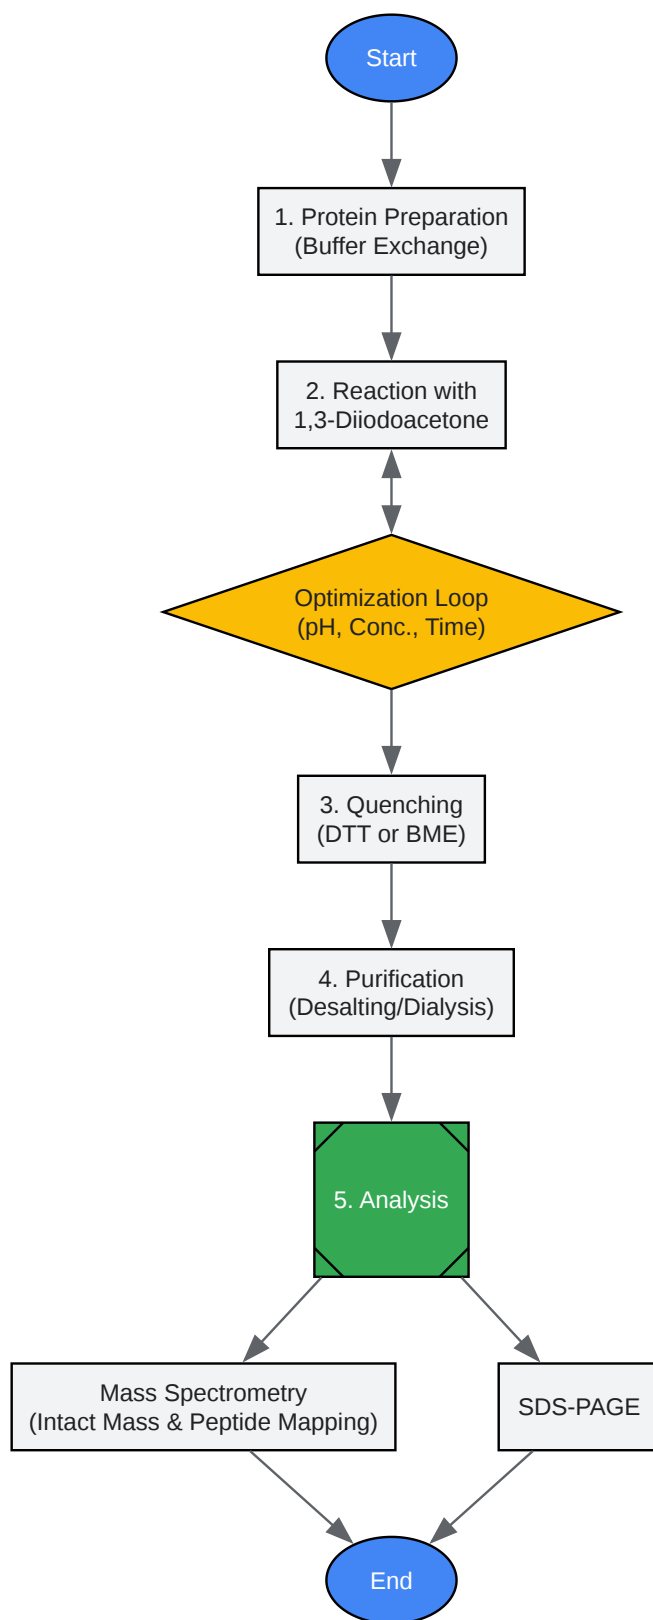 Start
1. Protein Preparation
(Buffer Exchange)
2. Reaction with
1,3-Diiodoacetone
Optimization Loop
(pH, Conc., Time)
3. Quenching
(DTT or BME)
4. Purification
(Desalting/Dialysis)
5. Analysis
Mass Spectrometry
(Intact Mass & Peptide Mapping)
SDS-PAGE
End